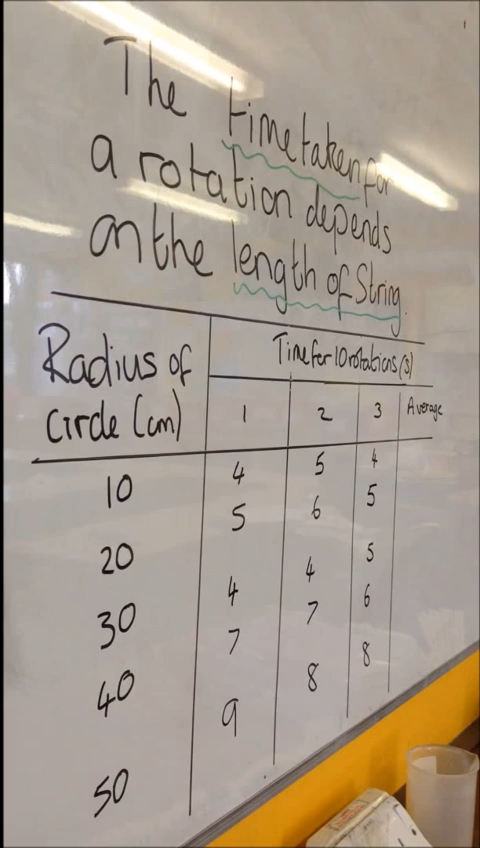 The time taken for
a rotation depends
on the length of String.
Radius of
circle (cm)
Time for 10 rotations (s)
1 2 3 Average
10 4 5 4
20 5 6 5
30 4 4 5
40 7 7 6
50 9 8 8